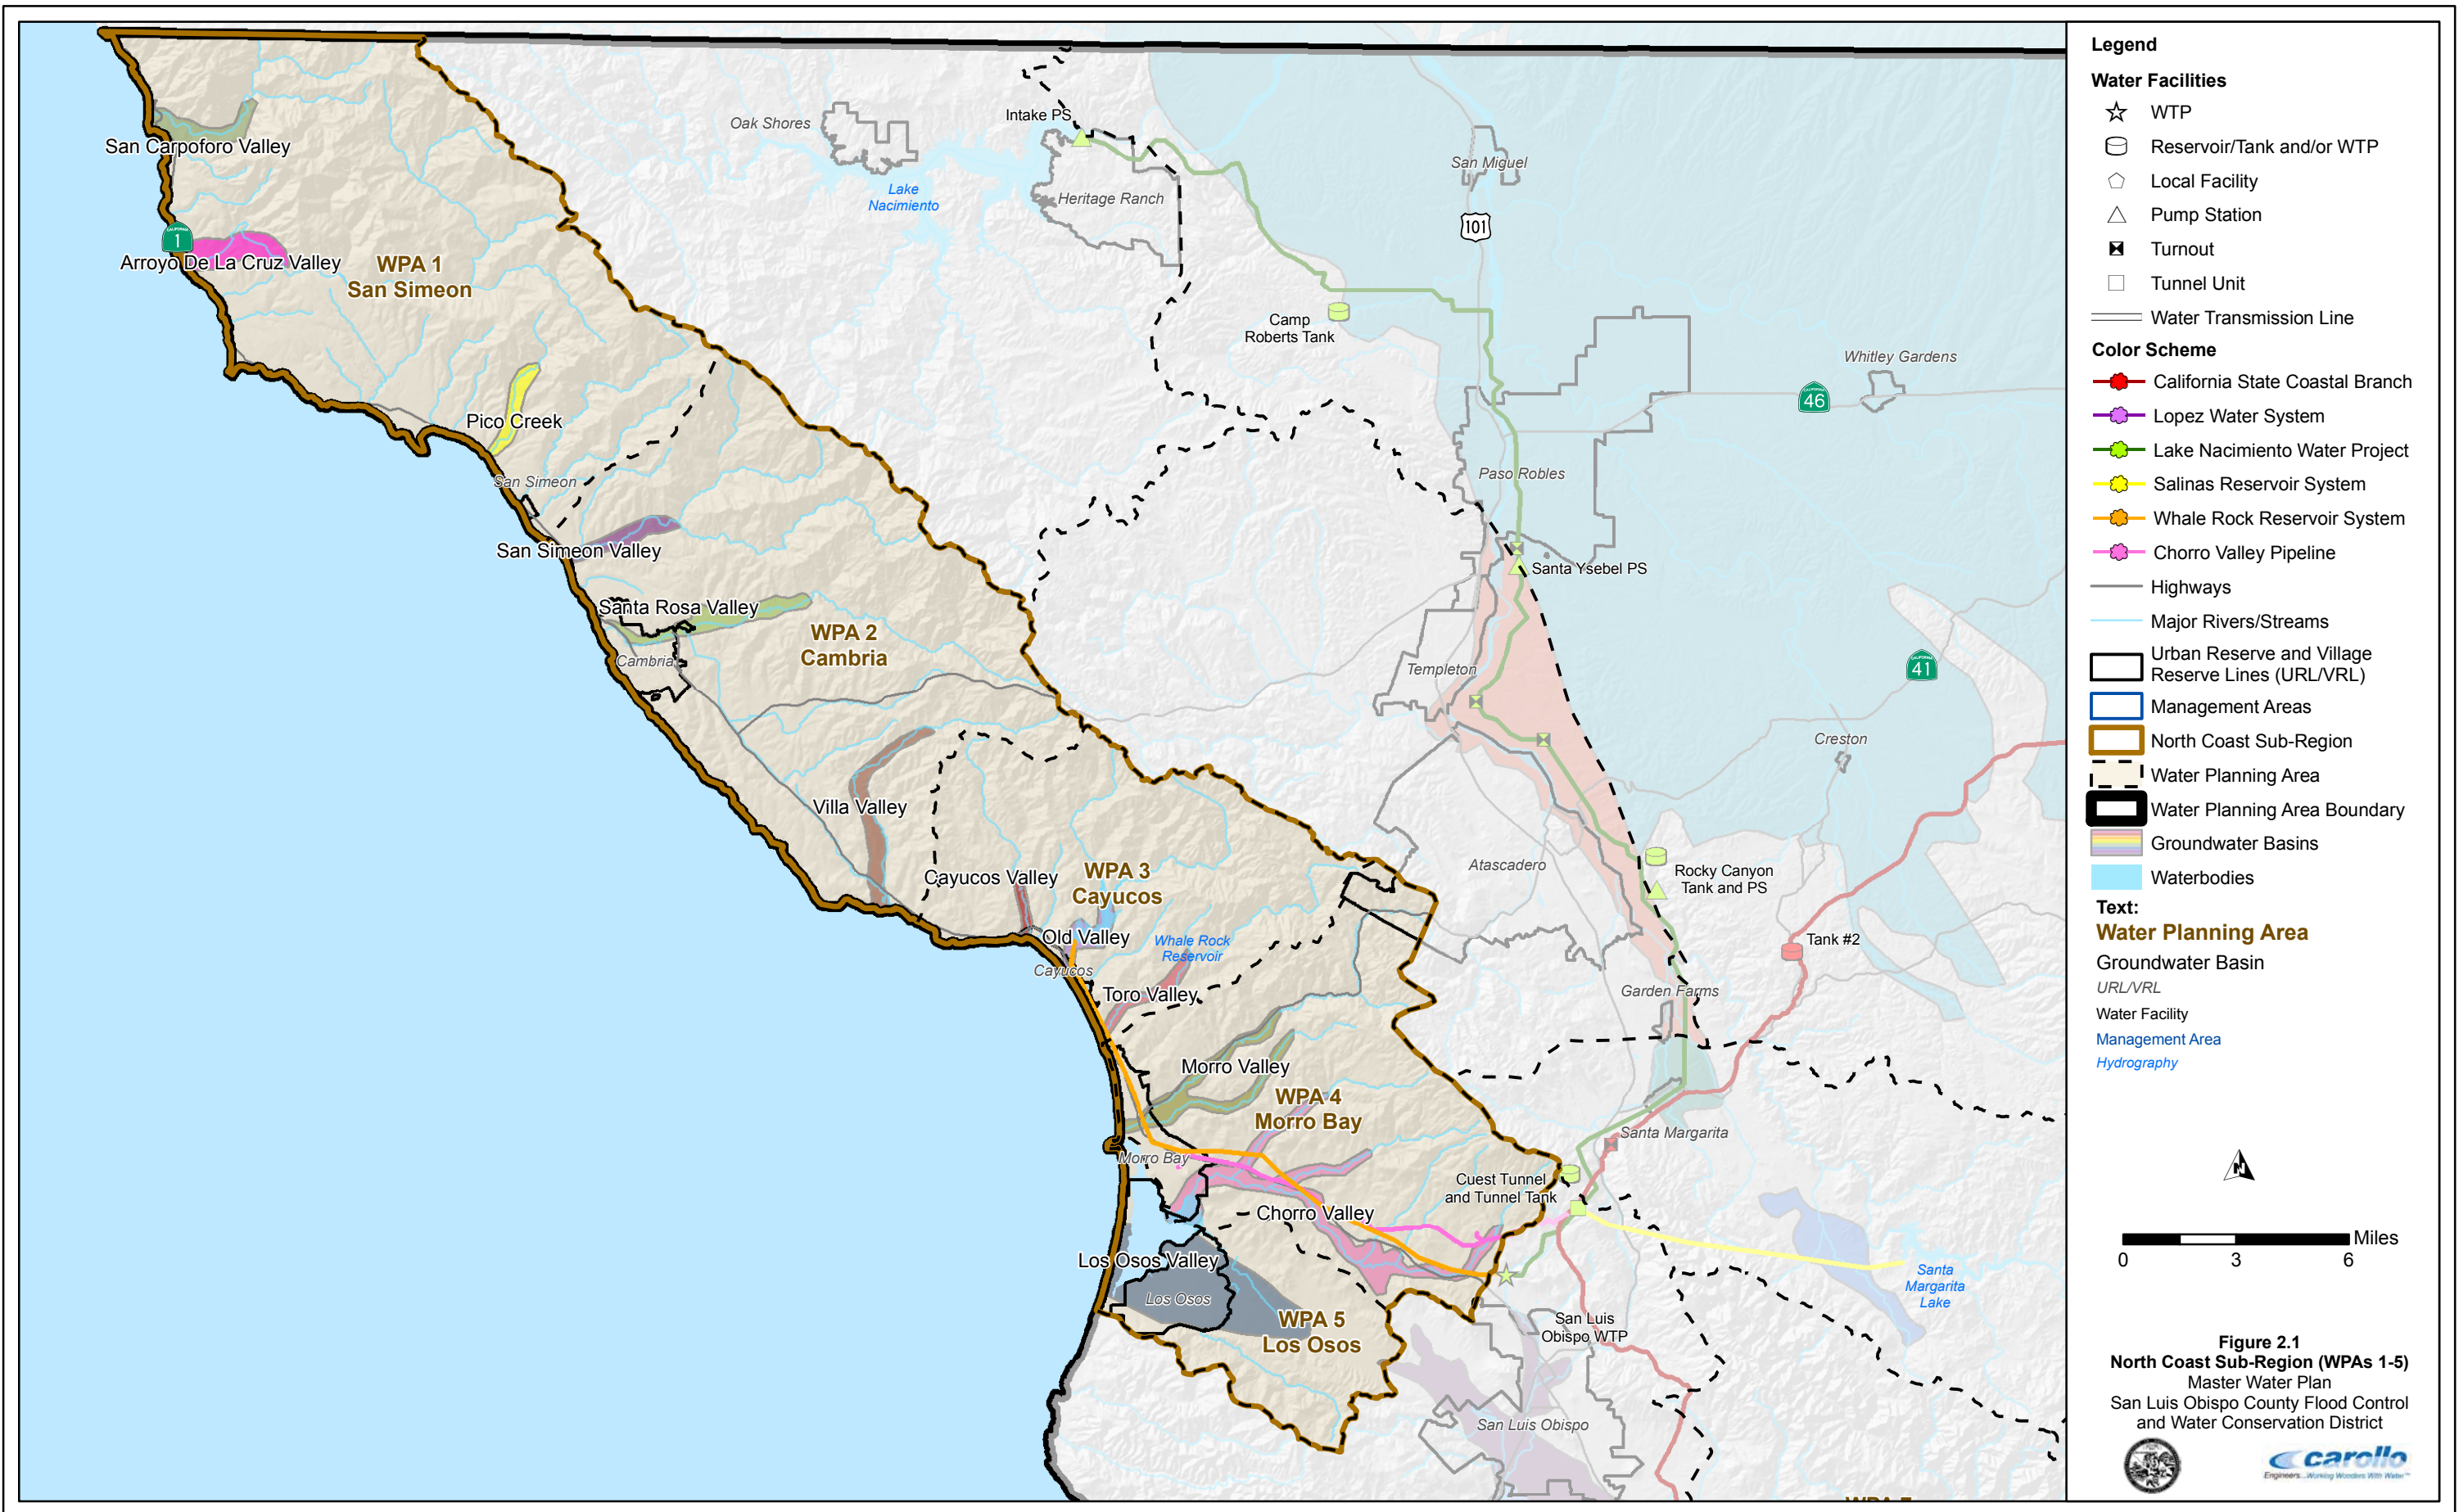 San Carpoforo Valley
CALIFORNIA
1
Arroyo De La Cruz Valley
WPA 1
San Simeon
Pico Creek
San Simeon
San Simeon Valley
Santa Rosa Valley
Cambria
WPA 2
Cambria
Villa Valley
Cayucos Valley
WPA 3
Cayucos
Old Valley
Cayucos
Whale Rock
Reservoir
Toro Valley
Morro Valley
WPA 4
Morro Bay
Morro Bay
Chorro Valley
Los Osos Valley
Los Osos
WPA 5
Los Osos
Oak Shores
Lake
Nacimiento
Intake PS
Heritage Ranch
San Miguel
101
Camp
Roberts Tank
Whitley Gardens
CALIFORNIA
46
Paso Robles
Santa Ysebel PS
Templeton
CALIFORNIA
41
Creston
Atascadero
Rocky Canyon
Tank and PS
Tank #2
Garden Farms
Santa Margarita
Cuest Tunnel
and Tunnel Tank
Santa
Margarita
Lake
San Luis
Obispo WTP
San Luis Obispo
Legend
Water Facilities
WTP
Reservoir/Tank and/or WTP
Local Facility
Pump Station
Turnout
Tunnel Unit
Water Transmission Line
Color Scheme
California State Coastal Branch
Lopez Water System
Lake Nacimiento Water Project
Salinas Reservoir System
Whale Rock Reservoir System
Chorro Valley Pipeline
Highways
Major Rivers/Streams
Urban Reserve and Village
Reserve Lines (URL/VRL)
Management Areas
North Coast Sub-Region
Water Planning Area
Water Planning Area Boundary
Groundwater Basins
Waterbodies
Text:
Water Planning Area
Groundwater Basin
URL/VRL
Water Facility
Management Area
Hydrography
N
Miles
0 3 6
Figure 2.1
North Coast Sub-Region (WPAs 1-5)
Master Water Plan
San Luis Obispo County Flood Control
and Water Conservation District
carollo
Engineers...Working Wonders With Water™